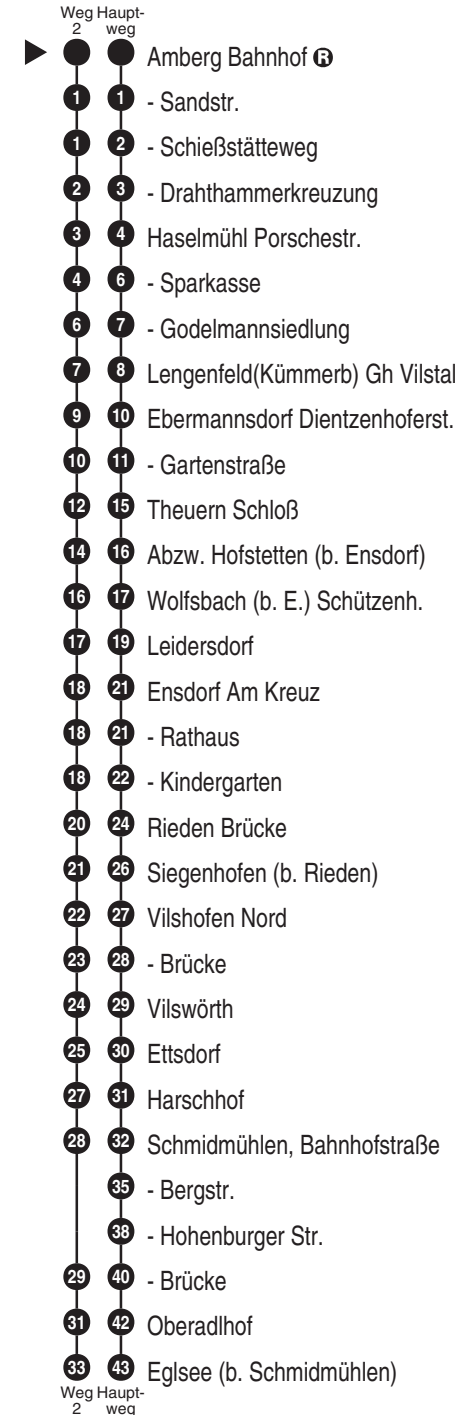 Weg Haupt-
2 weg
Amberg Bahnhof R
1 1 - Sandstr.
1 2 - Schießstätteweg
2 3 - Drahthammerkreuzung
3 4 Haselmühl Porschestr.
4 6 - Sparkasse
6 7 - Godelmannsiedlung
7 8 Lengenfeld(Kümmerb) Gh Vilstal
9 10 Ebermannsdorf Dientzenhoferst.
10 11 - Gartenstraße
12 15 Theuern Schloß
14 16 Abzw. Hofstetten (b. Ensdorf)
16 17 Wolfsbach (b. E.) Schützenh.
17 19 Leidersdorf
18 21 Ensdorf Am Kreuz
18 21 - Rathaus
18 22 - Kindergarten
20 24 Rieden Brücke
21 26 Siegenhofen (b. Rieden)
22 27 Vilshofen Nord
23 28 - Brücke
24 29 Vilswörth
25 30 Ettsdorf
27 31 Harschhof
28 32 Schmidmühlen, Bahnhofstraße
35 - Bergstr.
38 - Hohenburger Str.
29 40 - Brücke
31 42 Oberadlhof
33 43 Eglsee (b. Schmidmühlen)
Weg Haupt-
2 weg